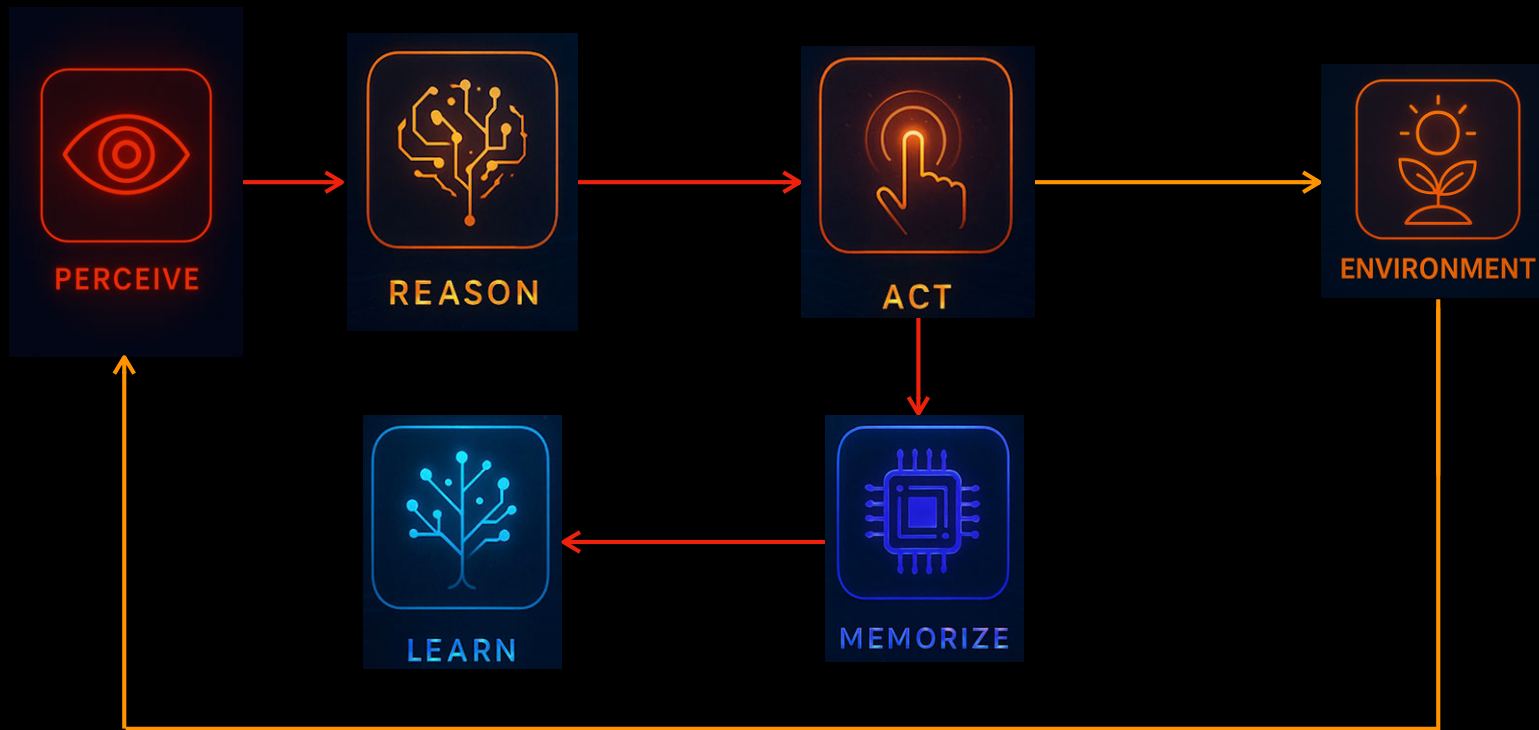 PERCEIVE
REASON
ACT
ENVIRONMENT
LEARN
MEMORIZE